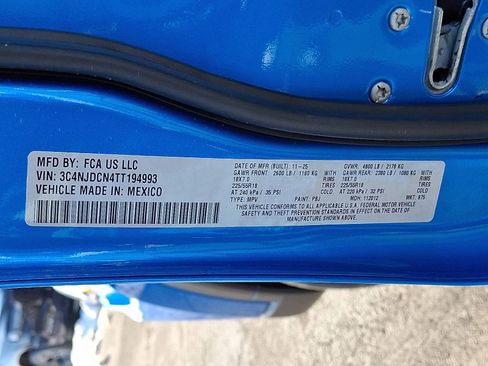 MFD BY: FCA US LLC
VIN: 3C4NJDCN4TT194993
VEHICLE MADE IN: MEXICO
DATE OF MFR (BUILT): 11-25 GVWR: 4800 LB / 2179 KG
GAWR FRONT: 2600 LB / 1180 KG WITH GAWR REAR: 2380 LB / 1080 KG WITH
18X7.0 RIMS 18X7.0 RIMS
225/55R18 TIRES 225/55R18 TIRES
AT 240 kPa / 35 PSI COLD AT 220 kPa / 32 PSI COLD
TYPE: MPV PAINT: PBJ MDH: 112012 MKT: 875
THIS VEHICLE CONFORMS TO ALL APPLICABLE U.S.A. FEDERAL MOTOR VEHICLE
SAFETY AND THEFT PREVENTION STANDARDS IN EFFECT ON THE DATE OF MANUFACTURE
SHOWN ABOVE.